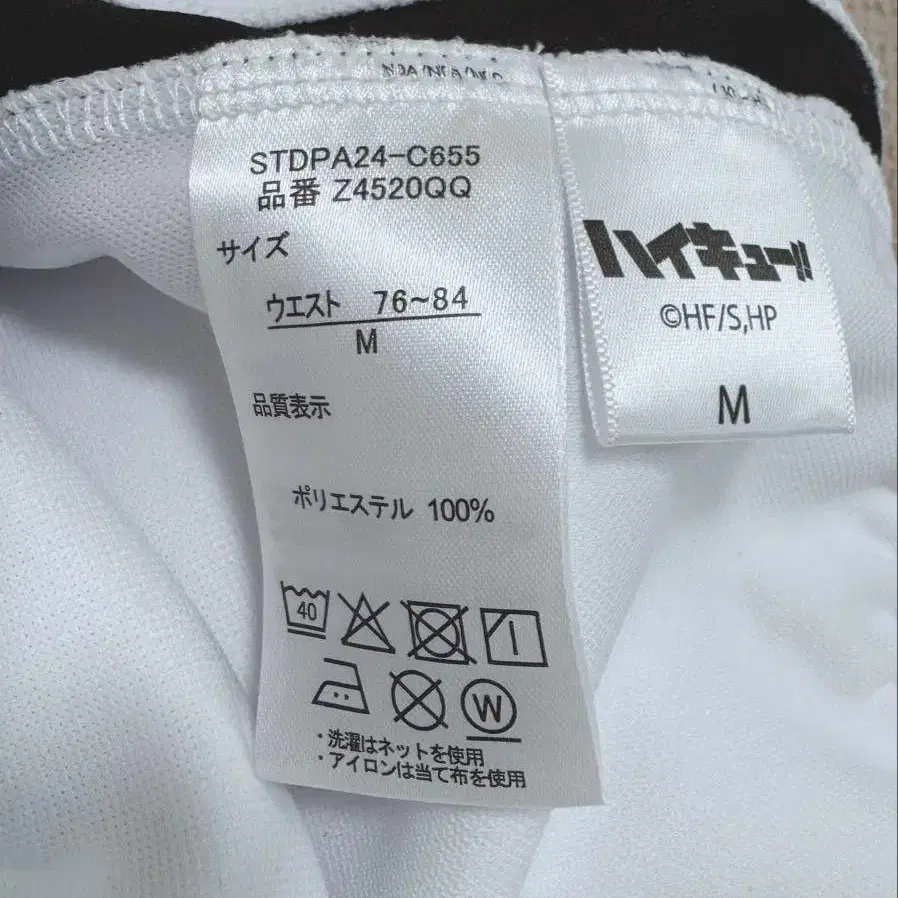 STDPA24-C655
品番 Z4520QQ
サイズ
ウエスト 76~84
M
品質表示
ポリエステル 100%
40
W
・洗濯はネットを使用
・アイロンは当て布を使用
ハイキュー!!
©HF/S,HP
M